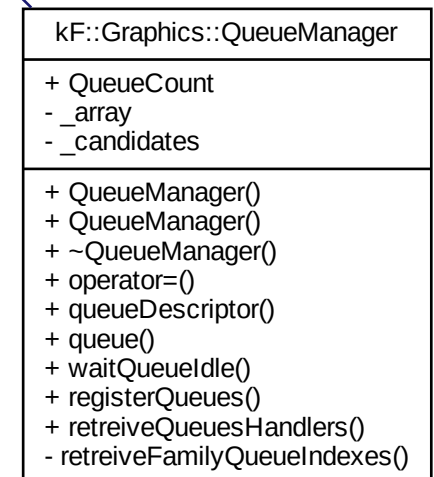 kF::Graphics::QueueManager
+ QueueCount
- _array
- _candidates
+ QueueManager()
+ QueueManager()
+ ~QueueManager()
+ operator=()
+ queueDescriptor()
+ queue()
+ waitQueueIdle()
+ registerQueues()
+ retreiveQueuesHandlers()
- retreiveFamilyQueueIndexes()